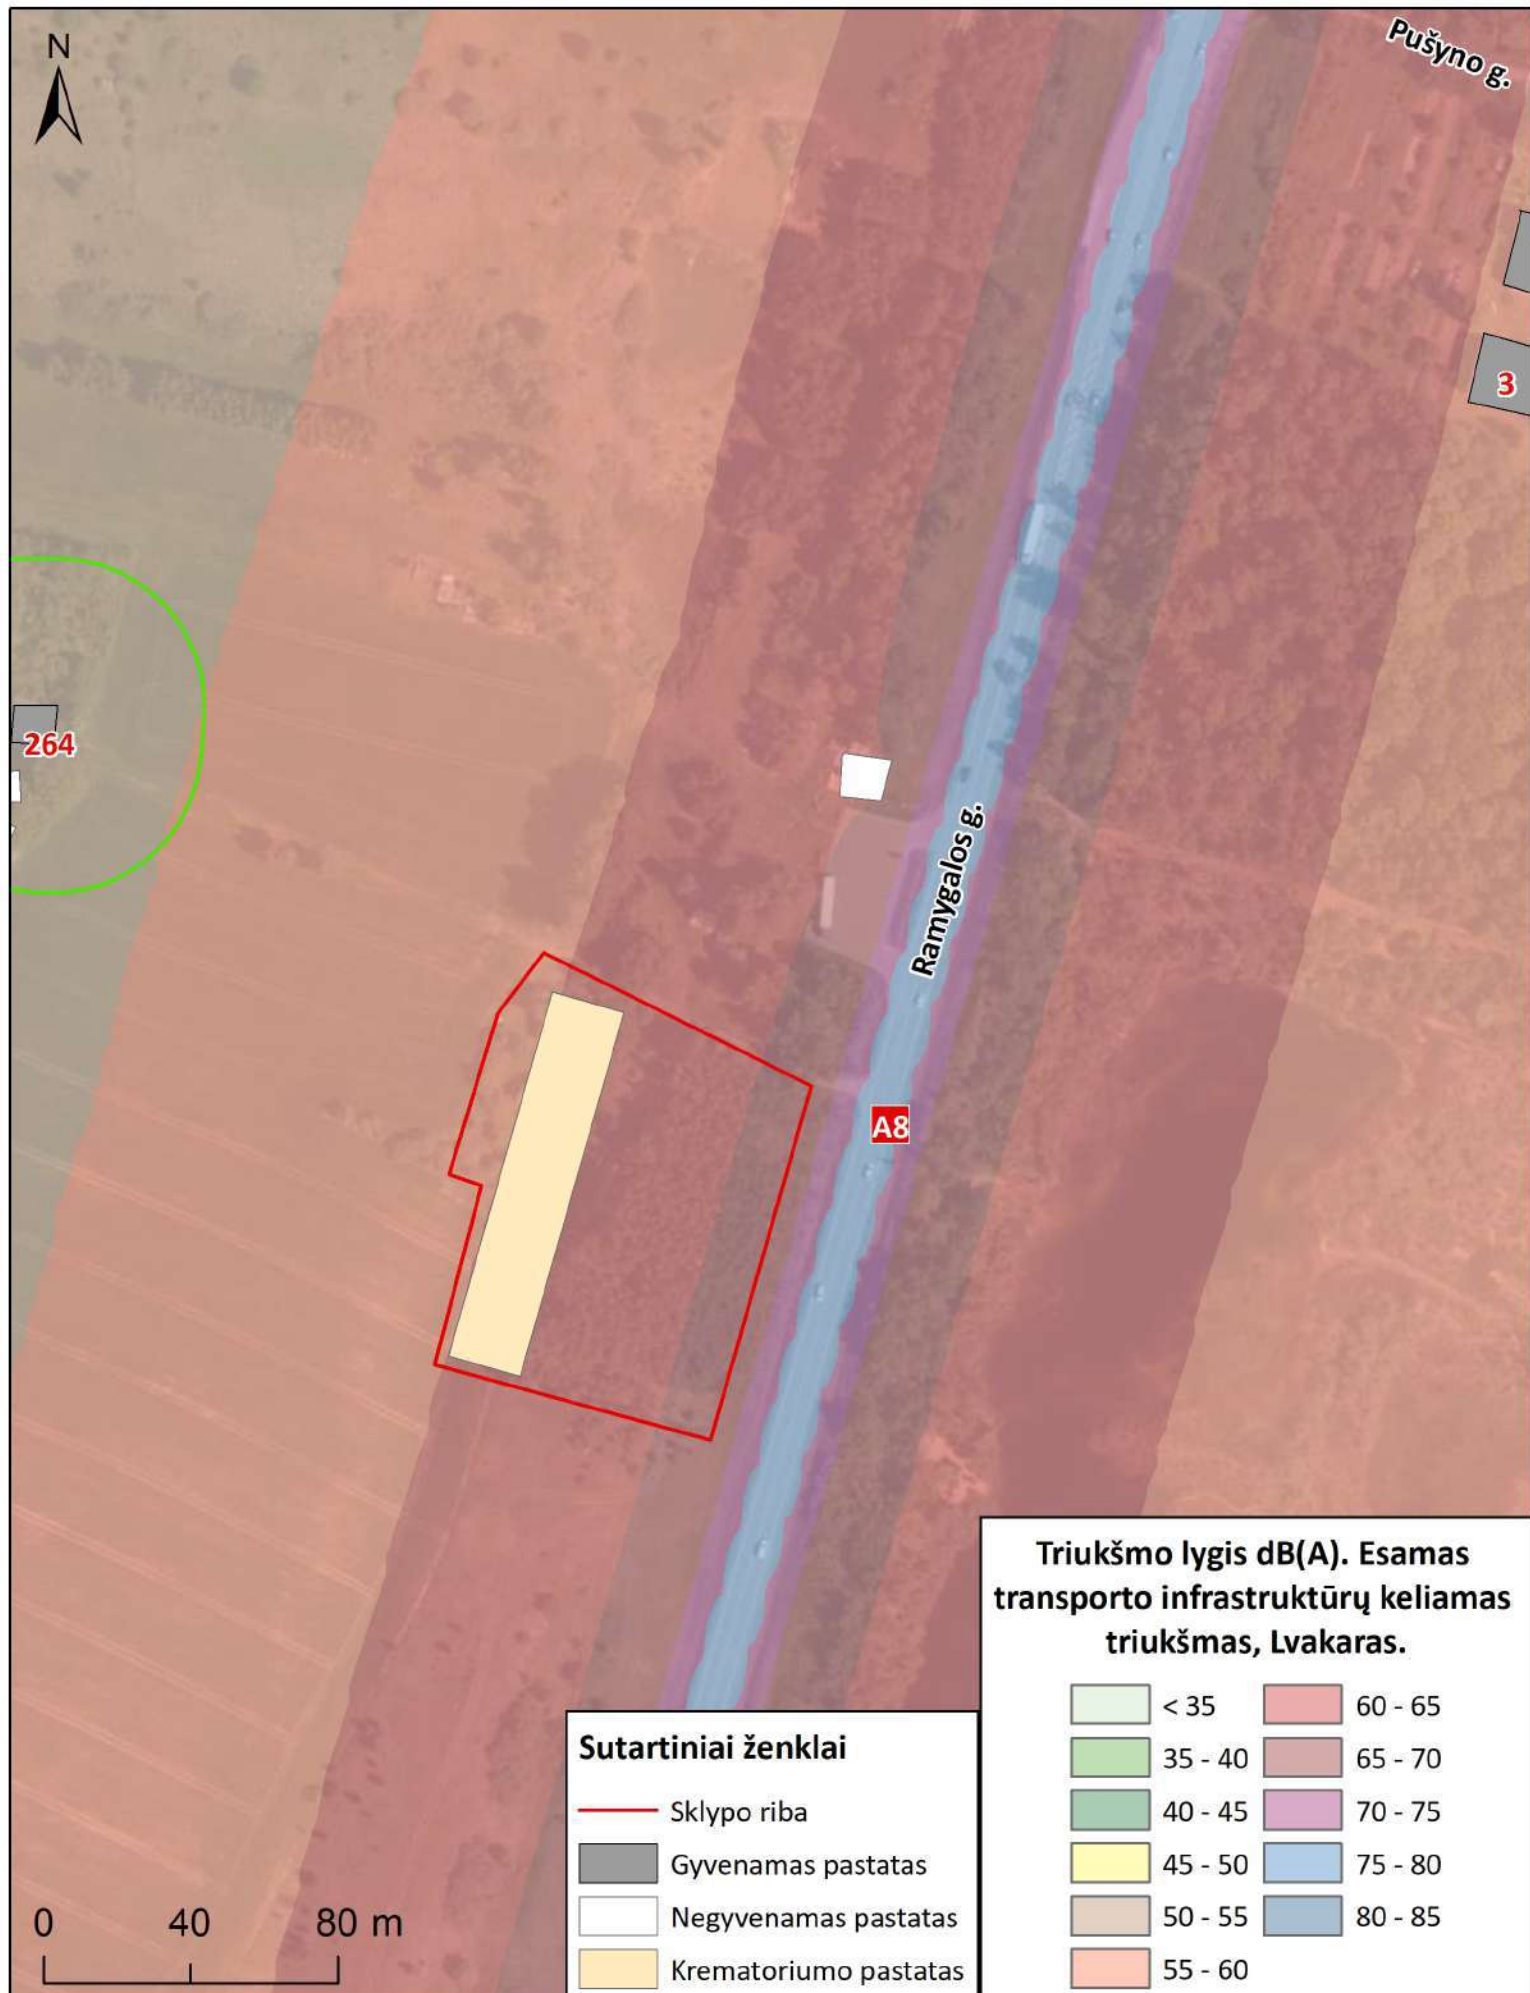 N
Pušyno g.
3
264
Ramygalos g.
A8
Triukšmo lygis dB(A). Esamas
transporto infrastruktūrų keliamas
triukšmas, Lvakaras.
< 35
35 - 40
40 - 45
45 - 50
50 - 55
55 - 60
60 - 65
65 - 70
70 - 75
75 - 80
80 - 85
Sutartiniai ženklai
Sklypo riba
Gyvenamas pastatas
Negyvenamas pastatas
Krematoriumo pastatas
0 40 80 m